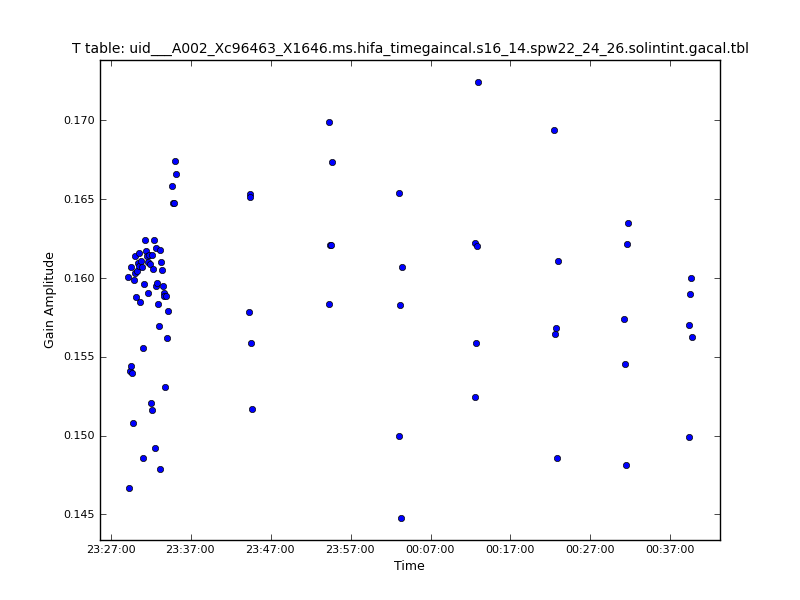 T table: uid___A002_Xc96463_X1646.ms.hifa_timegaincal.s16_14.spw22_24_26.solintint.gacal.tbl
0.170
0.165
0.160
0.155
0.150
0.145
Gain Amplitude
23:27:00 23:37:00 23:47:00 23:57:00 00:07:00 00:17:00 00:27:00 00:37:00
Time